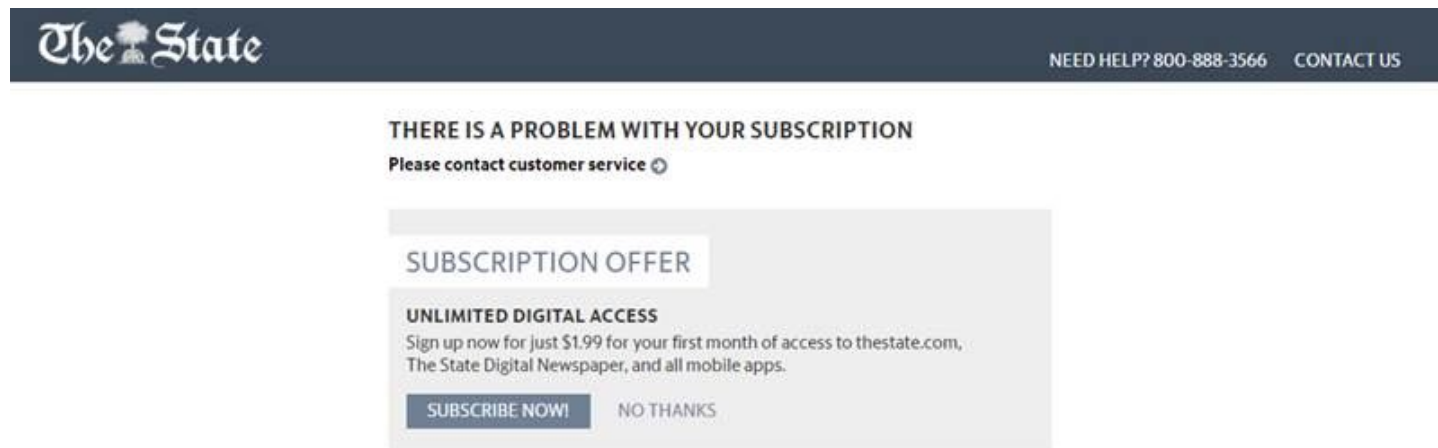 The State
NEED HELP? 800-888-3566 CONTACT US
THERE IS A PROBLEM WITH YOUR SUBSCRIPTION
Please contact customer service
SUBSCRIPTION OFFER
UNLIMITED DIGITAL ACCESS
Sign up now for just $1.99 for your first month of access to thestate.com,
The State Digital Newspaper, and all mobile apps.
SUBSCRIBE NOW! NO THANKS